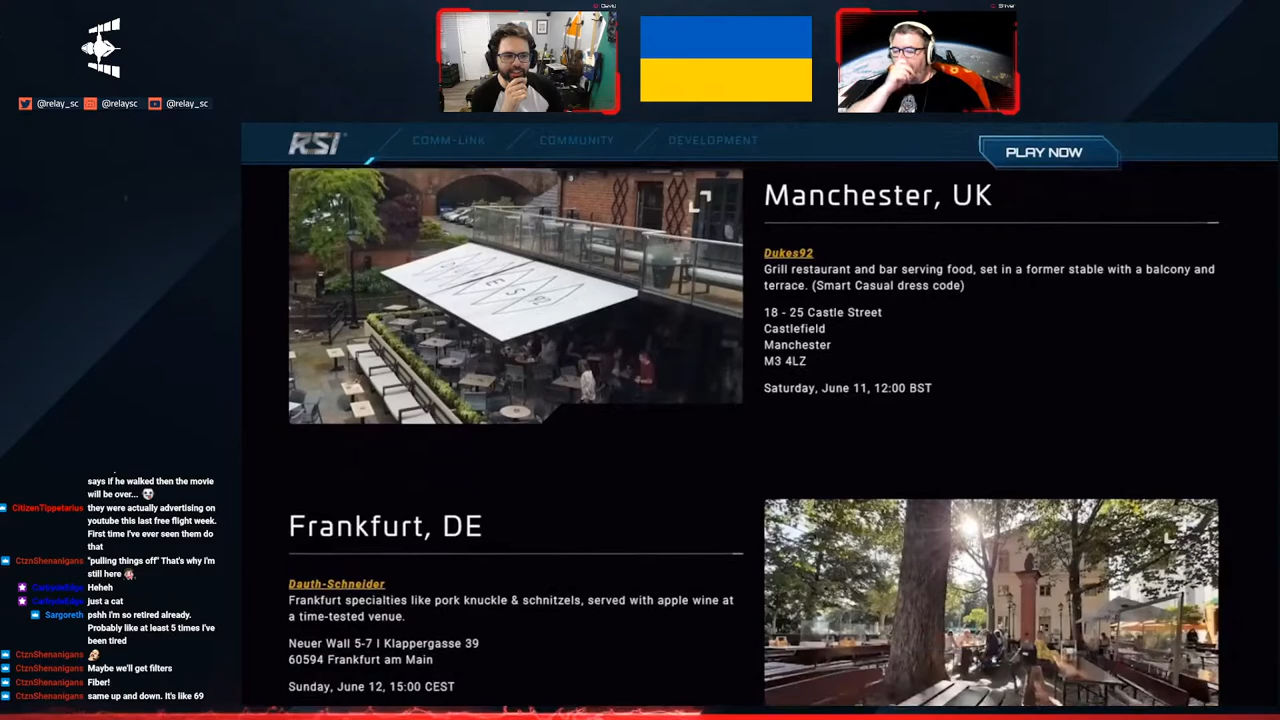 @relay_sc
@relaysc
@relay_sc
RSI
COMM-LINK
COMMUNITY
DEVELOPMENT
PLAY NOW
Manchester, UK
Dukes92
Grill restaurant and bar serving food, set in a former stable with a balcony and
terrace. (Smart Casual dress code)
18 - 25 Castle Street
Castlefield
Manchester
M3 4LZ
Saturday, June 11, 12:00 BST
Frankfurt, DE
Dauth-Schneider
Frankfurt specialties like pork knuckle & schnitzels, served with apple wine at
a time-tested venue.
Neuer Wall 5-7 I Klappergasse 39
60594 Frankfurt am Main
Sunday, June 12, 15:00 CEST
says if he walked then the movie
will be over...
CitizenTippetarius they were actually advertising on
youtube this last free flight week.
First time I've ever seen them do
that
CtznShenanigans "pulling things off" That's why I'm
still here
Heheh
just a cat
Sargoreth pshh i'm so retired already.
Probably like at least 5 times I've
been tired
CtznShenanigans
CtznShenanigans Maybe we'll get filters
CtznShenanigans Fiber!
CtznShenanigans same up and down. It's like 69